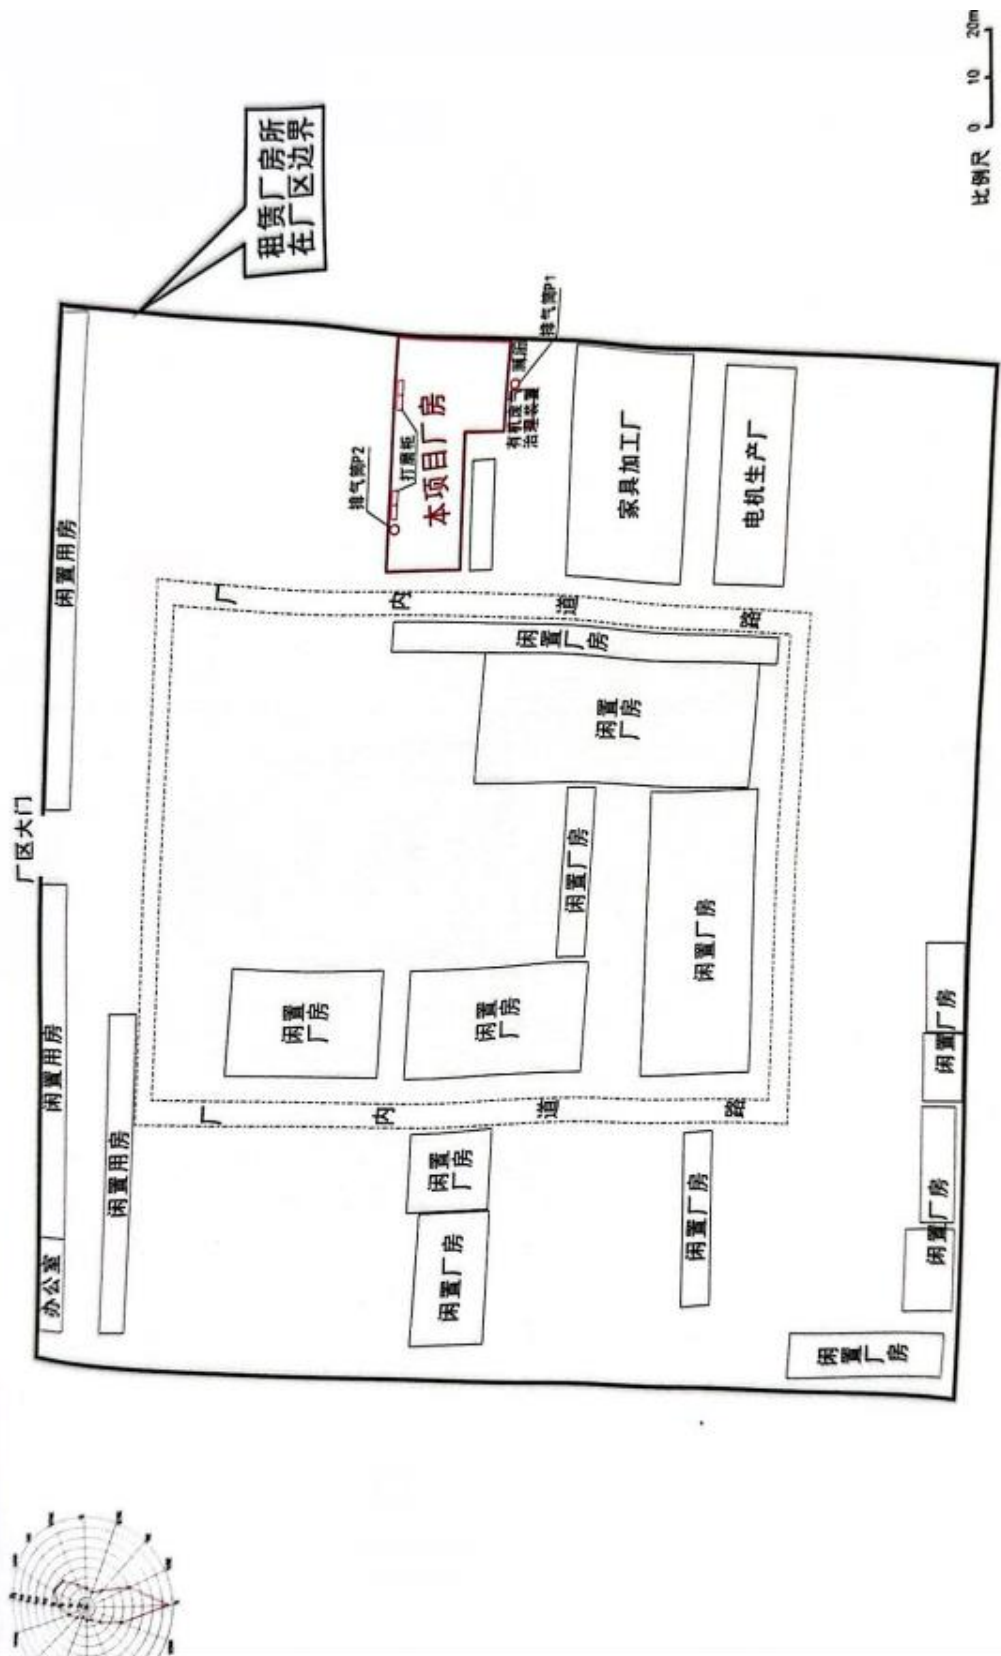 厂区大门
办公室
闲置用房
闲置用房
闲置用房
厂
内
道
路
厂
内
道
路
租赁厂房所
在厂区边界
闲置
厂房
排气筒P2
打磨柜
本项目厂房
闲置
厂房
闲置厂房
闲置
厂房
有机废气
治理装置
排气筒P1
闲置厂房
闲置厂房
闲置
厂房
家具加工厂
闲置厂房
闲置厂房
电机生产厂
闲置
厂房
闲置厂房
闲置厂房
比例尺
0 10 20m